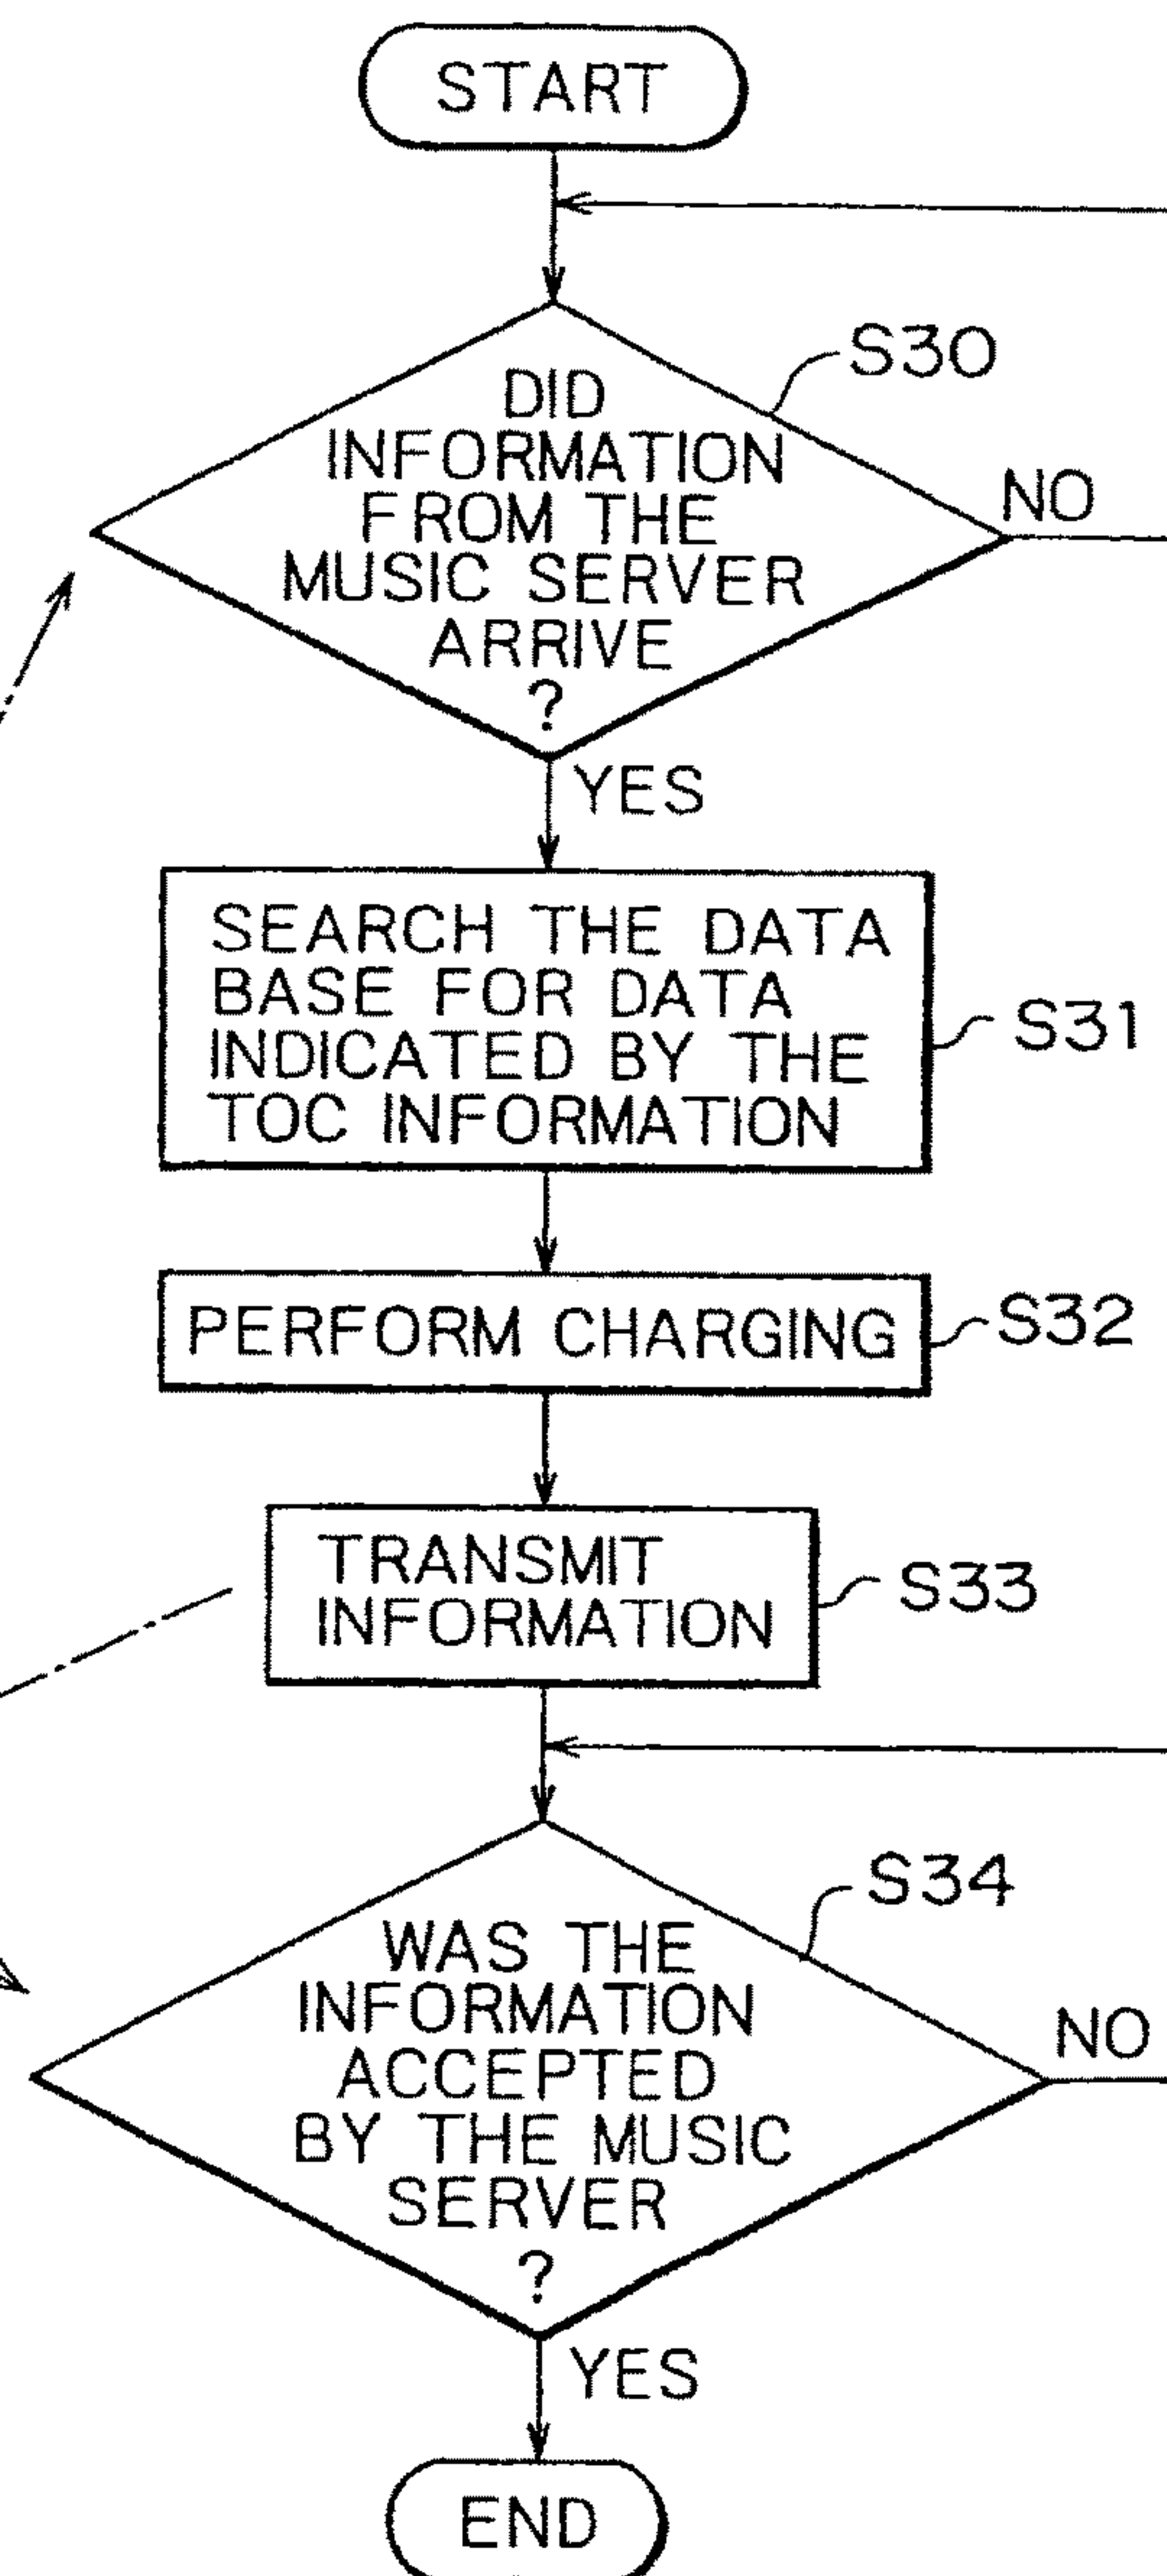 START
S30
DID
INFORMATION
FROM THE
MUSIC SERVER
ARRIVE
?
NO
YES
SEARCH THE DATA
BASE FOR DATA
INDICATED BY THE
TOC INFORMATION
S31
PERFORM CHARGING
S32
TRANSMIT
INFORMATION
S33
S34
WAS THE
INFORMATION
ACCEPTED
BY THE MUSIC
SERVER
?
NO
YES
END